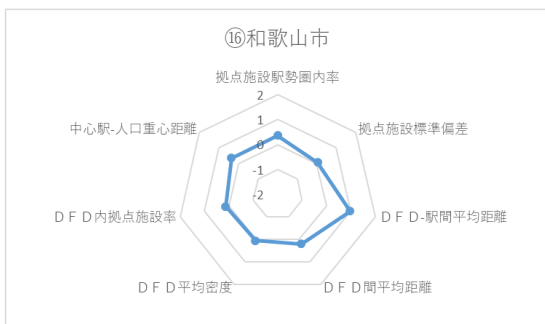 ⑯和歌山市
拠点施設駅勢圏内率
2
1
0
-1
-2
拠点施設標準偏差
中心駅-人口重心距離
ＤＦＤ内拠点施設率
ＤＦＤ-駅間平均距離
ＤＦＤ平均密度
ＤＦＤ間平均距離